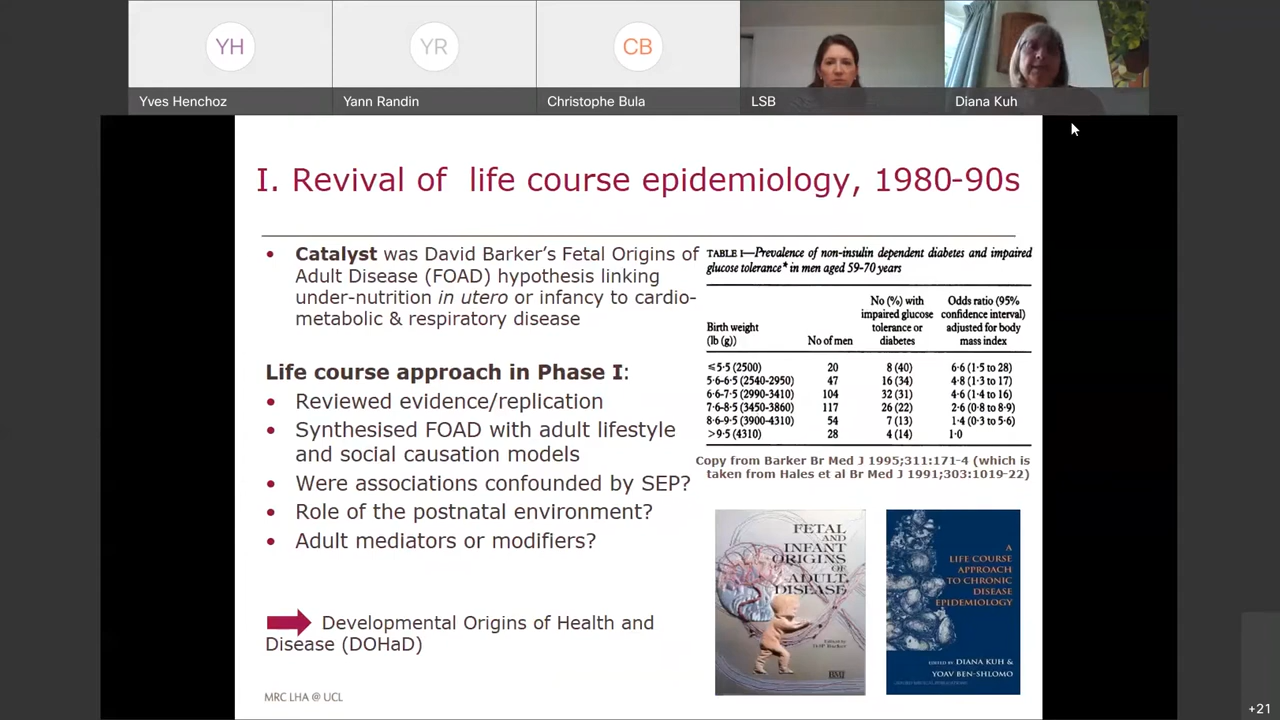 YH
YR
CB
Yves Henchoz
Yann Randin
Christophe Bula
LSB
Diana Kuh
I. Revival of life course epidemiology, 1980-90s
• Catalyst was David Barker's Fetal Origins of
Adult Disease (FOAD) hypothesis linking
under-nutrition in utero or infancy to cardio-
metabolic & respiratory disease
Life course approach in Phase I:
• Reviewed evidence/replication
• Synthesised FOAD with adult lifestyle
and social causation models
• Were associations confounded by SEP?
• Role of the postnatal environment?
• Adult mediators or modifiers?
Developmental Origins of Health and
Disease (DOHaD)
MRC LHA @ UCL
TABLE I—Prevalence of non-insulin dependent diabetes and impaired
glucose tolerance* in men aged 59-70 years
Birth weight
(lb (g))
No of men
No (%) with
impaired glucose
tolerance or
diabetes
Odds ratio (95%
confidence interval)
adjusted for body
mass index
≤5·5 (2500) 20 8 (40) 6·6 (1·5 to 28)
5·6-6·5 (2540-2950) 47 16 (34) 4·8 (1·3 to 17)
6·6-7·5 (2990-3410) 104 32 (31) 4·6 (1·4 to 16)
7·6-8·5 (3450-3860) 117 26 (22) 2·6 (0·8 to 8·9)
8·6-9·5 (3900-4310) 54 7 (13) 1·4 (0·3 to 5·6)
>9·5 (4310) 28 4 (14) 1·0
Copy from Barker Br Med J 1995;311:171-4 (which is
taken from Hales et al Br Med J 1991;303:1019-22)
FETAL
AND
INFANT
ORIGINS
OF
ADULT
DISEASE
Edited by
D J P Barker
BMJ
A
LIFE COURSE
APPROACH
TO CHRONIC
DISEASE
EPIDEMIOLOGY
EDITED BY DIANA KUH &
YOAV BEN-SHLOMO
+21